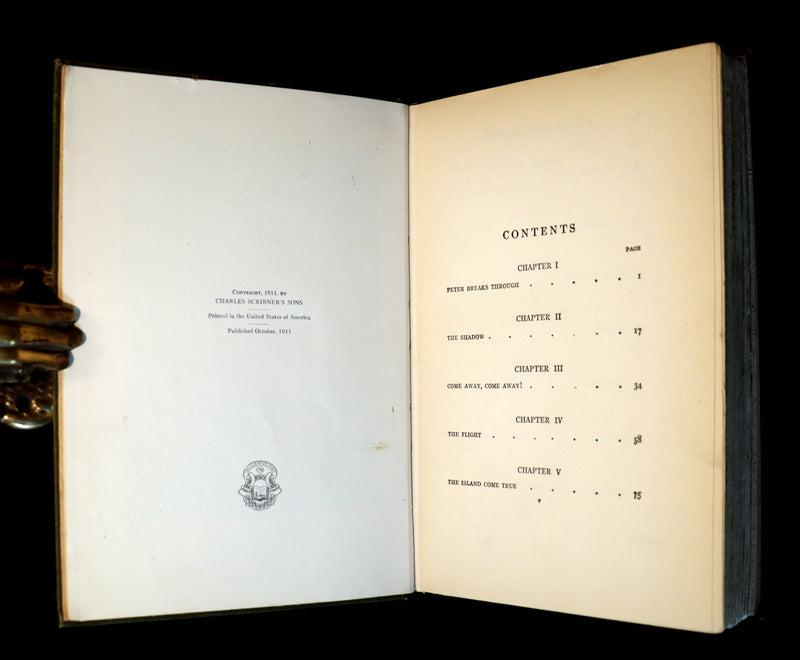 COPYRIGHT, 1911, BY
CHARLES SCRIBNER'S SONS
Printed in the United States of America
Published October, 1911
CONTENTS
PAGE
CHAPTER I
PETER BREAKS THROUGH . . . . . 1
CHAPTER II
THE SHADOW . . . . . . 17
CHAPTER III
COME AWAY, COME AWAY! . . . . . 34
CHAPTER IV
THE FLIGHT . . . . . . 58
CHAPTER V
THE ISLAND COME TRUE . . . . . 75
v